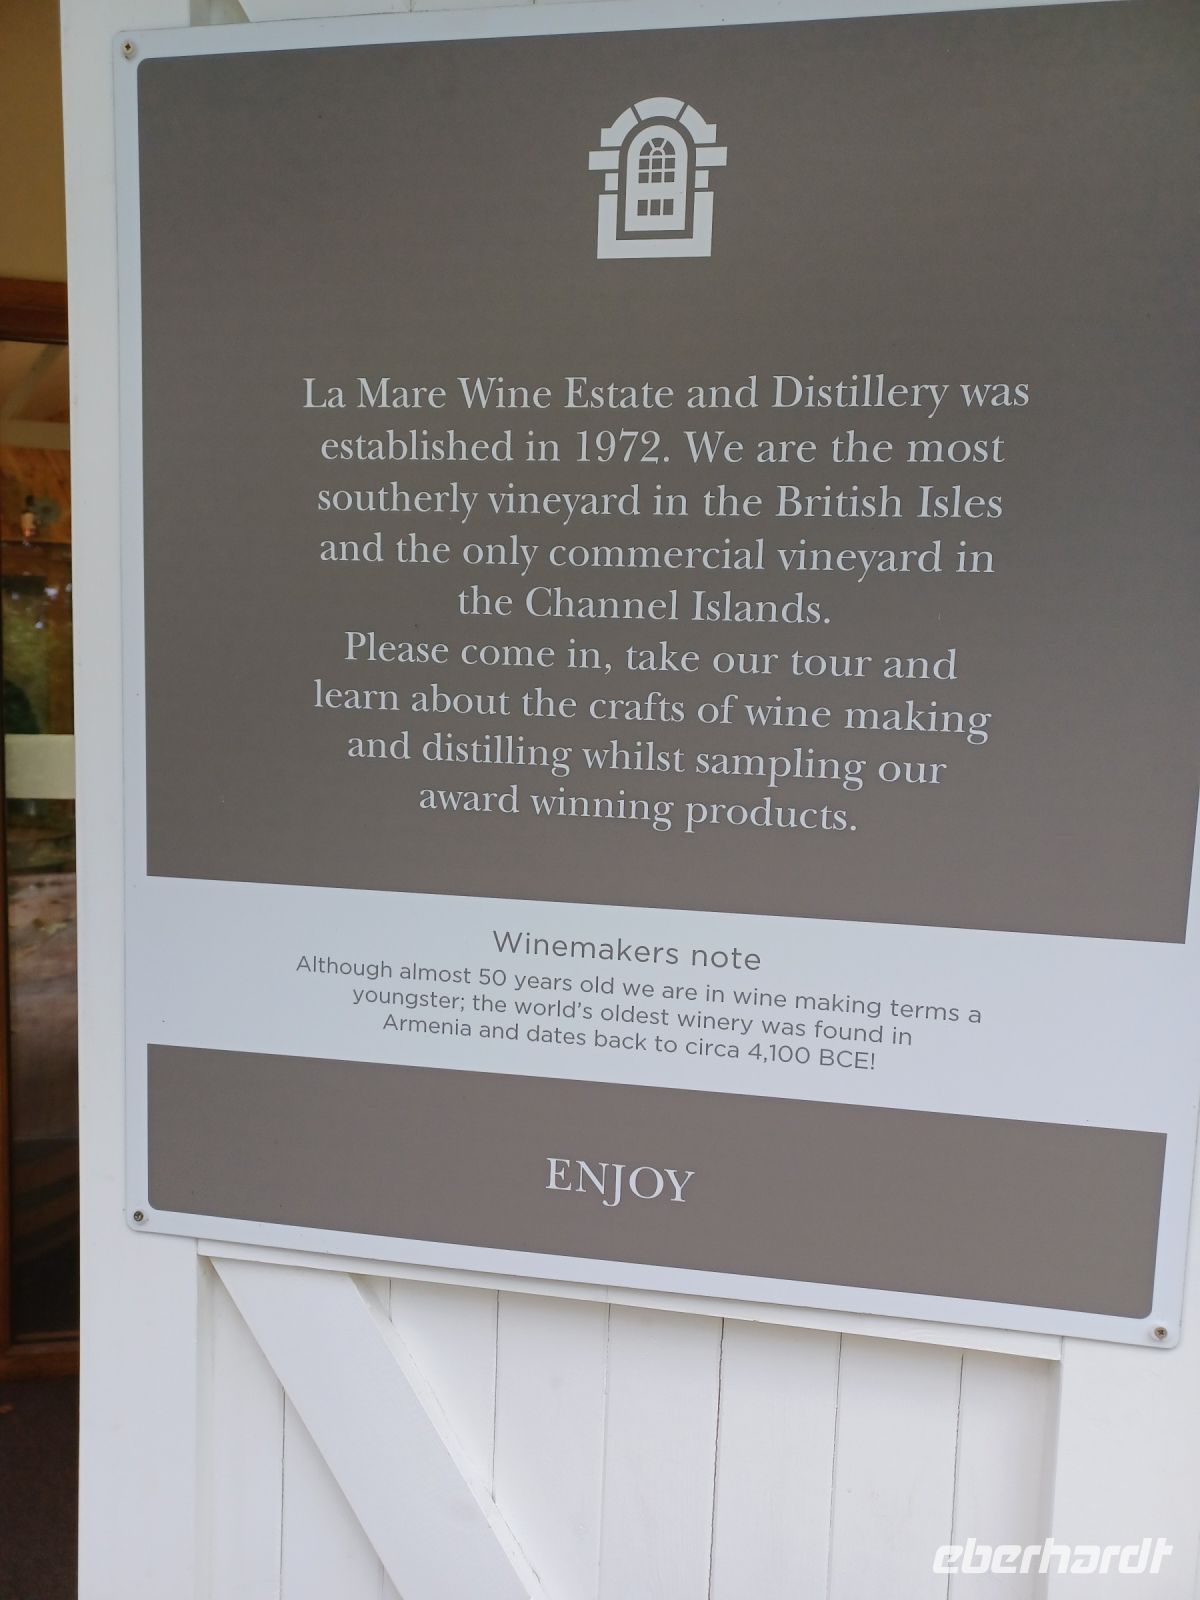 La Mare Wine Estate and Distillery was
established in 1972. We are the most
southerly vineyard in the British Isles
and the only commercial vineyard in
the Channel Islands.
Please come in, take our tour and
learn about the crafts of wine making
and distilling whilst sampling our
award winning products.
Winemakers note
Although almost 50 years old we are in wine making terms a
youngster; the world's oldest winery was found in
Armenia and dates back to circa 4,100 BCE!
ENJOY
eberhardt